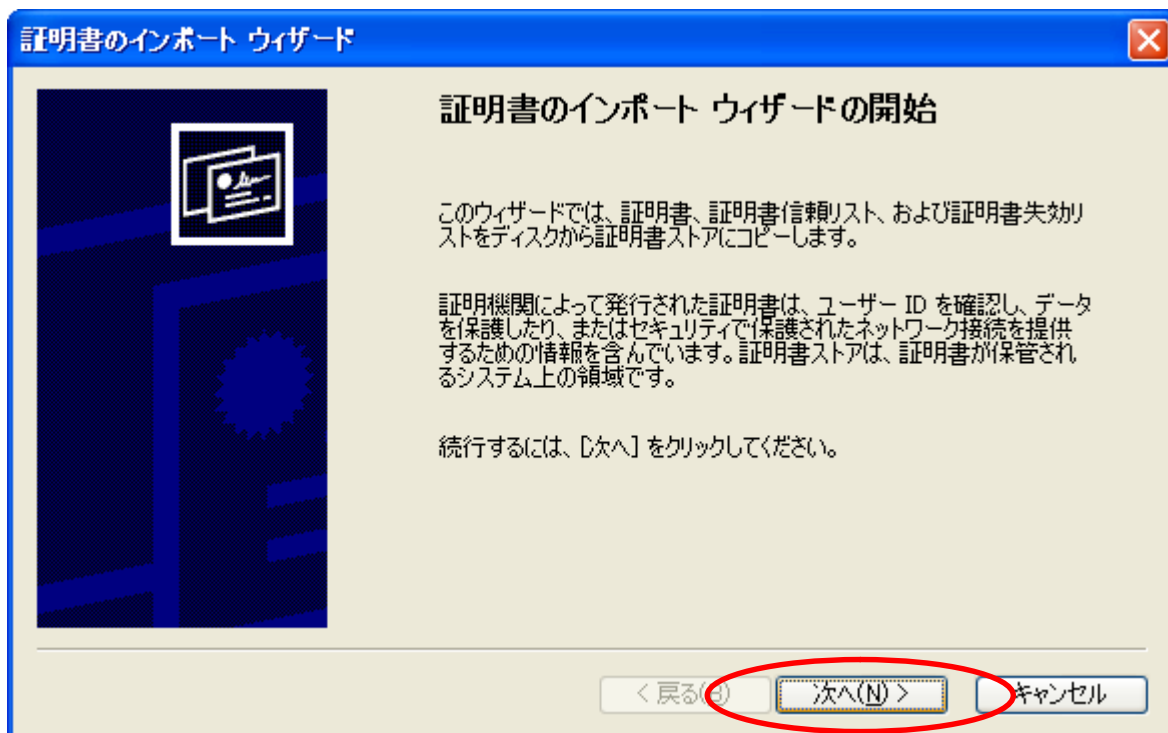 証明書のインポート ウィザード
証明書のインポート ウィザードの開始
このウィザードでは、証明書、証明書信頼リスト、および証明書失効リ
ストをディスクから証明書ストアにコピーします。
証明機関によって発行された証明書は、ユーザー ID を確認し、データ
を保護したり、またはセキュリティで保護されたネットワーク接続を提供
するための情報を含んでいます。証明書ストアは、証明書が保管され
るシステム上の領域です。
続行するには、[次へ] をクリックしてください。
< 戻る(B) 次へ(N) > キャンセル